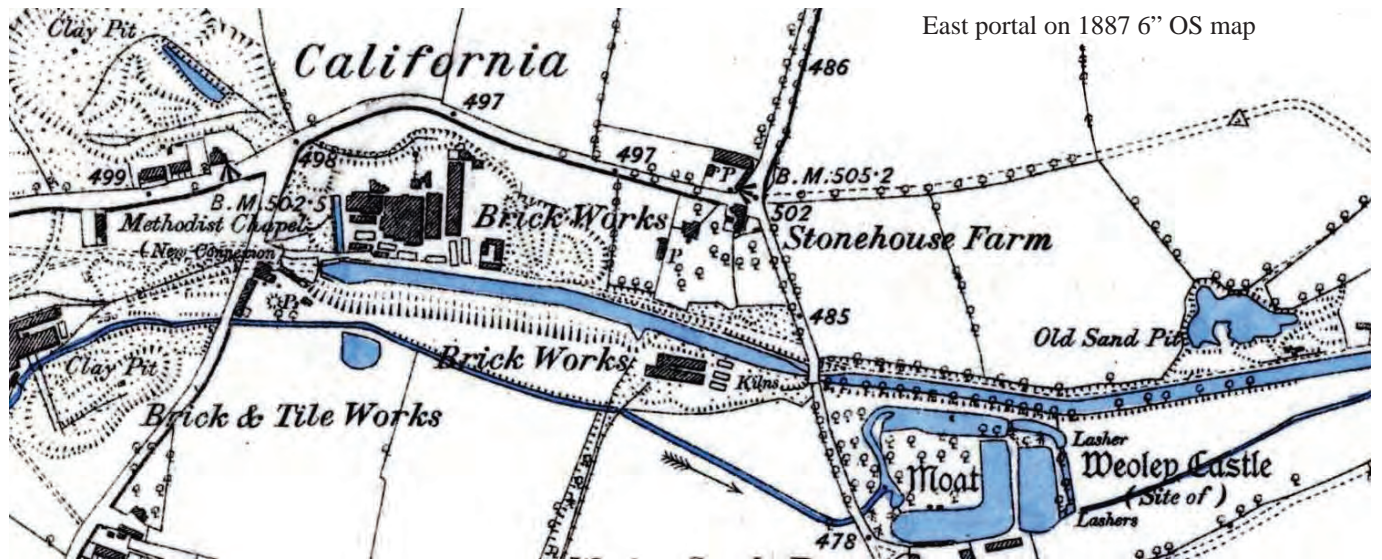 East portal on 1887 6” OS map
Clay Pit
California
486
497
498
497
P
B.M.505·2
499
B.M.502·5
Methodist Chapel
(New Connexion
Brick Works
502
Stonehouse Farm
P
P
485
Old Sand Pit
Clay Pit
Brick Works
Kilns
Brick & Tile Works
Lasher
Moat
Weoley Castle
(Site of)
Lashers
478